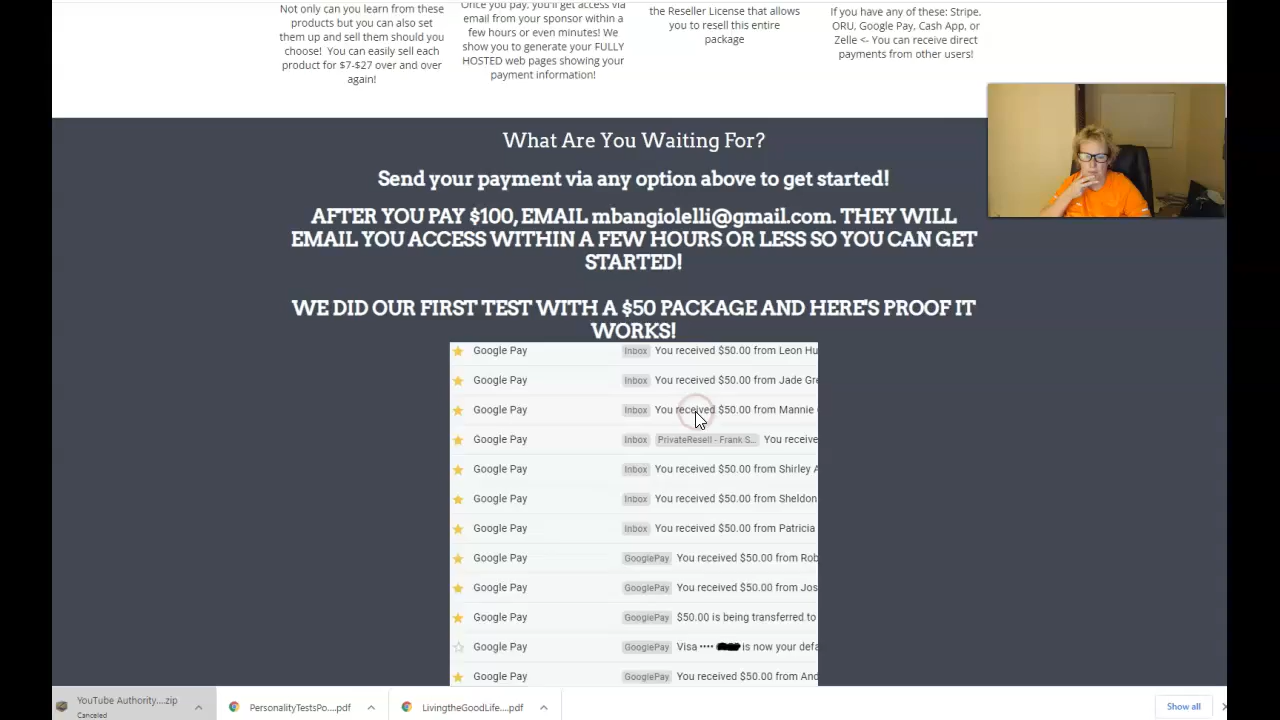 Not only can you learn from these
products but you can also set
them up and sell them should you
choose!  You can easily sell each
product for $7-$27 over and over
again!
Once you pay, you'll get access via
email from your sponsor within a
few hours or even minutes! We
show you to generate your FULLY
HOSTED web pages showing your
payment information!
the Reseller License that allows
you to resell this entire
package
If you have any of these: Stripe.
ORU, Google Pay, Cash App, or
Zelle <- You can receive direct
payments from other users!
What Are You Waiting For?
Send your payment via any option above to get started!
AFTER YOU PAY $100, EMAIL mbangiolelli@gmail.com. THEY WILL
EMAIL YOU ACCESS WITHIN A FEW HOURS OR LESS SO YOU CAN GET
STARTED!
WE DID OUR FIRST TEST WITH A $50 PACKAGE AND HERE'S PROOF IT
WORKS!
Google Pay Inbox You received $50.00 from Leon Hu
Google Pay Inbox You received $50.00 from Jade Gre
Google Pay Inbox You received $50.00 from Mannie
Google Pay Inbox PrivateResell - Frank S... You receive
Google Pay Inbox You received $50.00 from Shirley A
Google Pay Inbox You received $50.00 from Sheldon
Google Pay Inbox You received $50.00 from Patricia
Google Pay GooglePay You received $50.00 from Rob
Google Pay GooglePay You received $50.00 from Jos
Google Pay GooglePay $50.00 is being transferred to
Google Pay GooglePay Visa •••• is now your defa
Google Pay GooglePay You received $50.00 from And
YouTube Authority....zip
Canceled
PersonalityTestsPo....pdf
LivingtheGoodLife....pdf
Show all